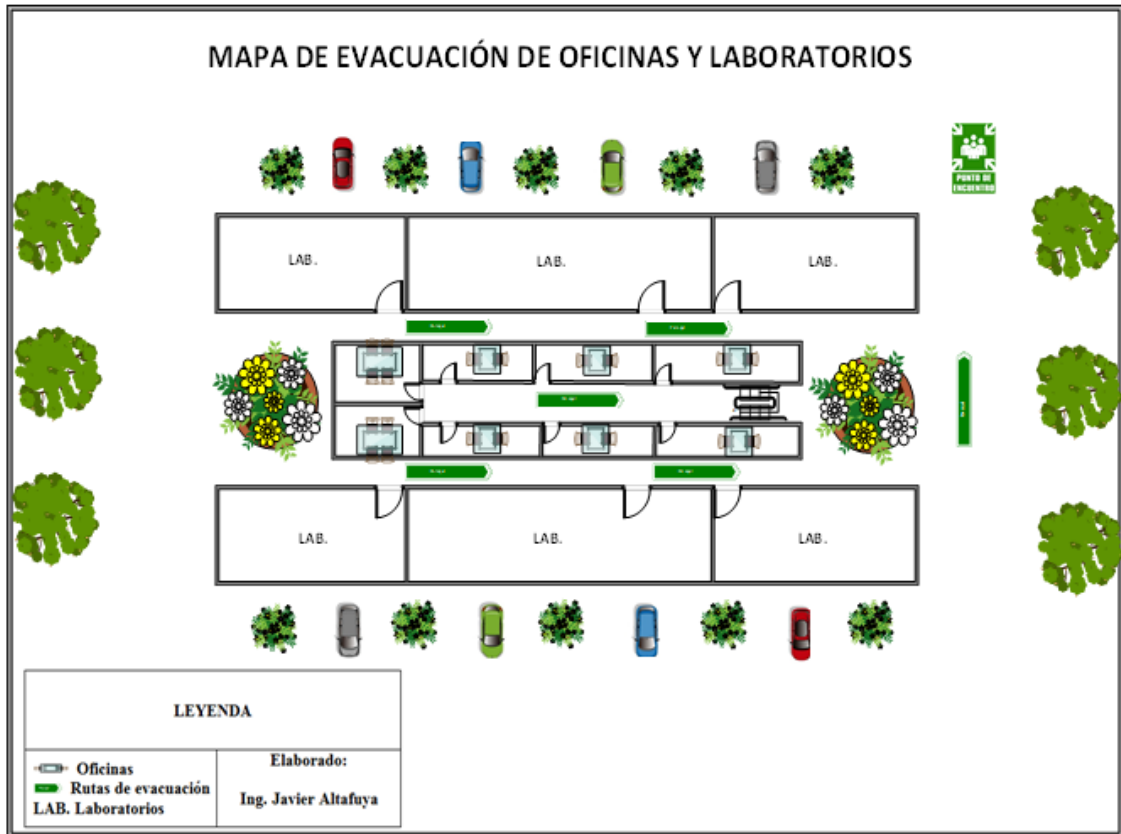 MAPA DE EVACUACIÓN DE OFICINAS Y LABORATORIOS
PUNTO DE
ENCUENTRO
LAB.
LAB.
LAB.
LAB.
LAB.
LAB.
LEYENDA
Oficinas
Rutas de evacuación
LAB. Laboratorios
Elaborado:
Ing. Javier Altafuya